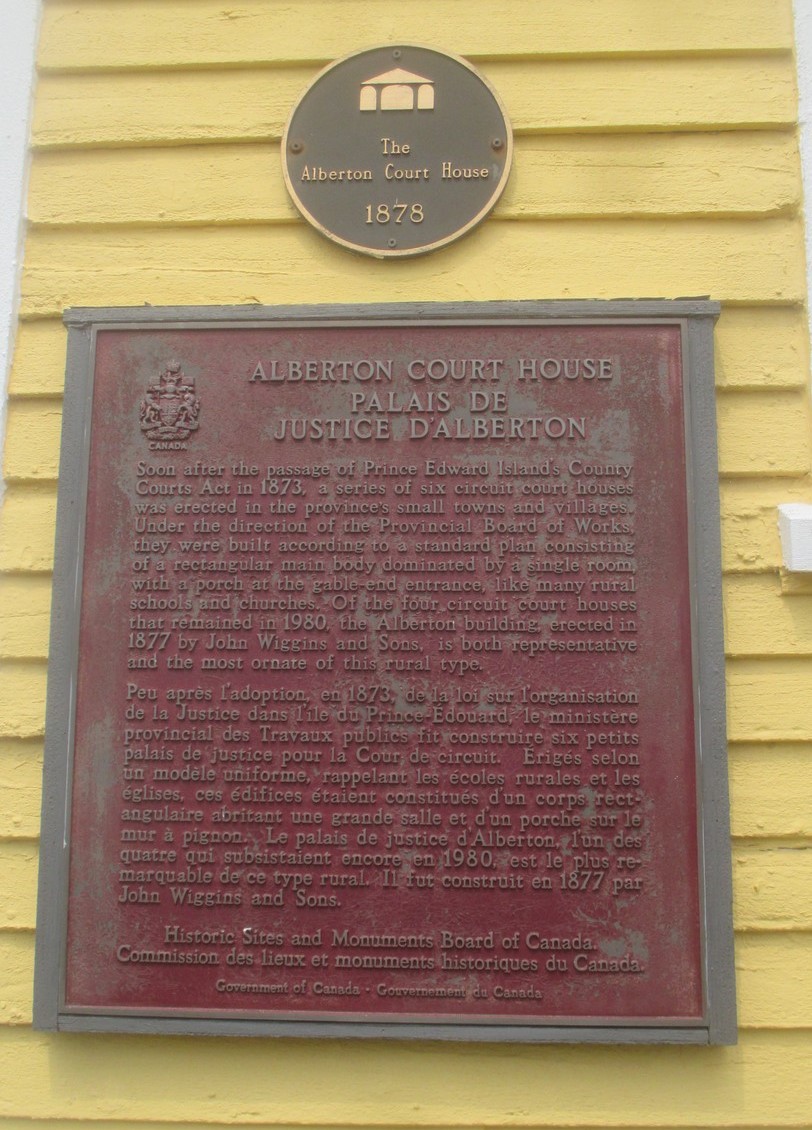 The
Alberton Court House
1878
CANADA
ALBERTON COURT HOUSE
PALAIS DE
JUSTICE D'ALBERTON
Soon after the passage of Prince Edward Island's County
Courts Act in 1873, a series of six circuit court houses
was erected in the province's small towns and villages.
Under the direction of the Provincial Board of Works,
they were built according to a standard plan consisting
of a rectangular main body dominated by a single room,
with a porch at the gable-end entrance, like many rural
schools and churches. Of the four circuit court houses
that remained in 1980, the Alberton building, erected in
1877 by John Wiggins and Sons, is both representative
and the most ornate of this rural type.
Peu après l'adoption, en 1873, de la loi sur l'organisation
de la Justice dans l'île du Prince-Édouard, le ministère
provincial des Travaux publics fit construire six petits
palais de justice pour la Cour de circuit. Érigés selon
un modèle uniforme, rappelant les écoles rurales et les
églises, ces édifices étaient constitués d'un corps rect-
angulaire abritant une grande salle et d'un porche sur le
mur à pignon. Le palais de justice d'Alberton, l'un des
quatre qui subsistaient encore en 1980, est le plus re-
marquable de ce type rural. Il fut construit en 1877 par
John Wiggins and Sons.
Historic Sites and Monuments Board of Canada.
Commission des lieux et monuments historiques du Canada.
Government of Canada · Gouvernement du Canada